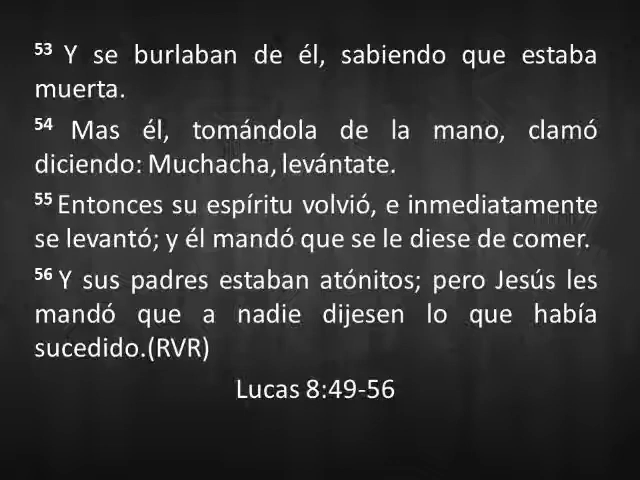 53 Y se burlaban de él, sabiendo que estaba
muerta.
54 Mas él, tomándola de la mano, clamó
diciendo: Muchacha, levántate.
55 Entonces su espíritu volvió, e inmediatamente
se levantó; y él mandó que se le diese de comer.
56 Y sus padres estaban atónitos; pero Jesús les
mandó que a nadie dijesen lo que había
sucedido.(RVR)
Lucas 8:49-56